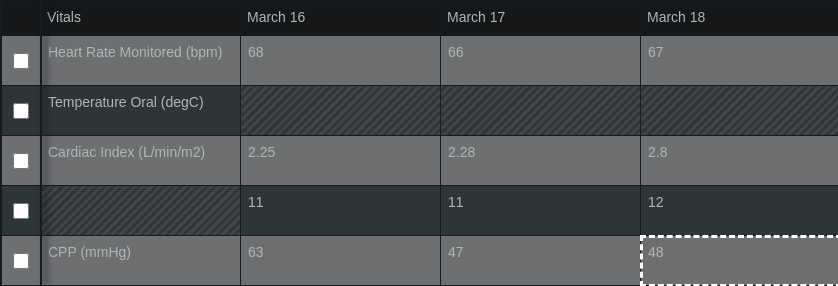 Vitals March 16 March 17 March 18
Heart Rate Monitored (bpm) 68 66 67
Temperature Oral (degC)
Cardiac Index (L/min/m2) 2.25 2.28 2.8
11 11 12
CPP (mmHg) 63 47 48